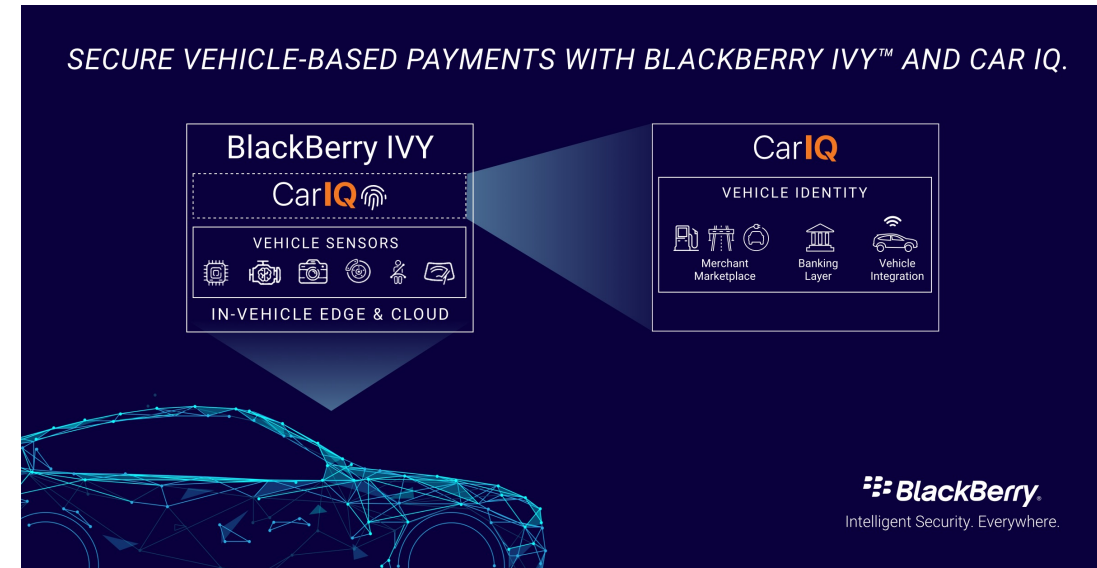 SECURE VEHICLE-BASED PAYMENTS WITH BLACKBERRY IVY™ AND CAR IQ.
BlackBerry IVY
CarIQ
VEHICLE SENSORS
IN-VEHICLE EDGE & CLOUD
CarIQ
VEHICLE IDENTITY
Merchant
Marketplace
Banking
Layer
Vehicle
Integration
BlackBerry.
Intelligent Security. Everywhere.